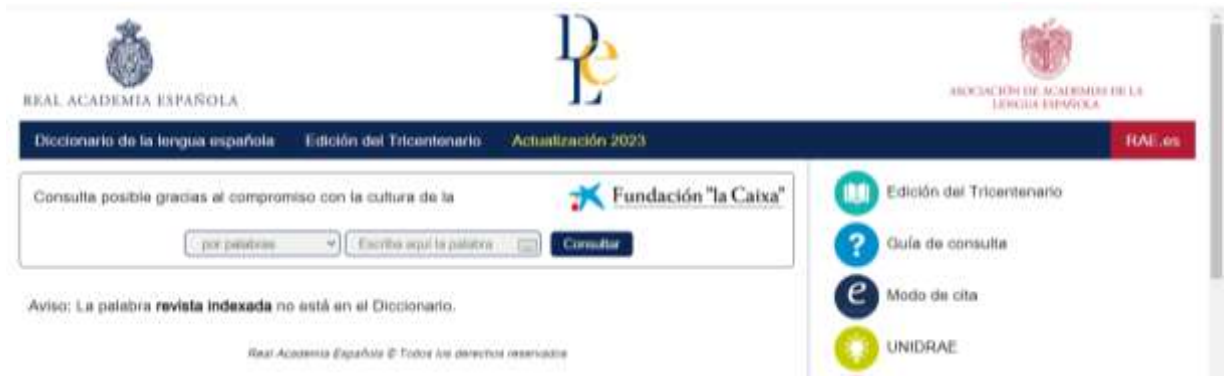 REAL ACADEMIA ESPAÑOLA
DLe
ASOCIACIÓN DE ACADEMIAS DE LA
LENGUA ESPAÑOLA
Diccionario de la lengua española Edición del Tricentenario Actualización 2023 RAE.es
Consulta posible gracias al compromiso con la cultura de la Fundación "la Caixa"
por palabras Escriba aquí la palabra Consultar
Aviso: La palabra revista indexada no está en el Diccionario.
Real Academia Española © Todos los derechos reservados
Edición del Tricentenario
Guía de consulta
Modo de cita
UNIDRAE